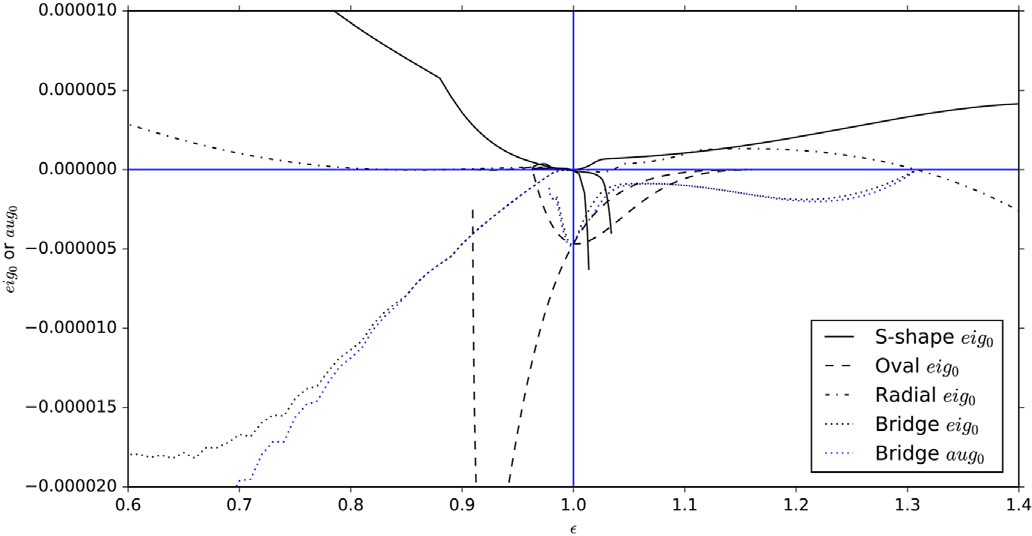 0.000010
0.000005
0.000000
−0.000005
−0.000010
−0.000015
−0.000020
eig₀ or aug₀
0.6 0.7 0.8 0.9 1.0 1.1 1.2 1.3 1.4
ϵ
S-shape eig₀
Oval eig₀
Radial eig₀
Bridge eig₀
Bridge aug₀